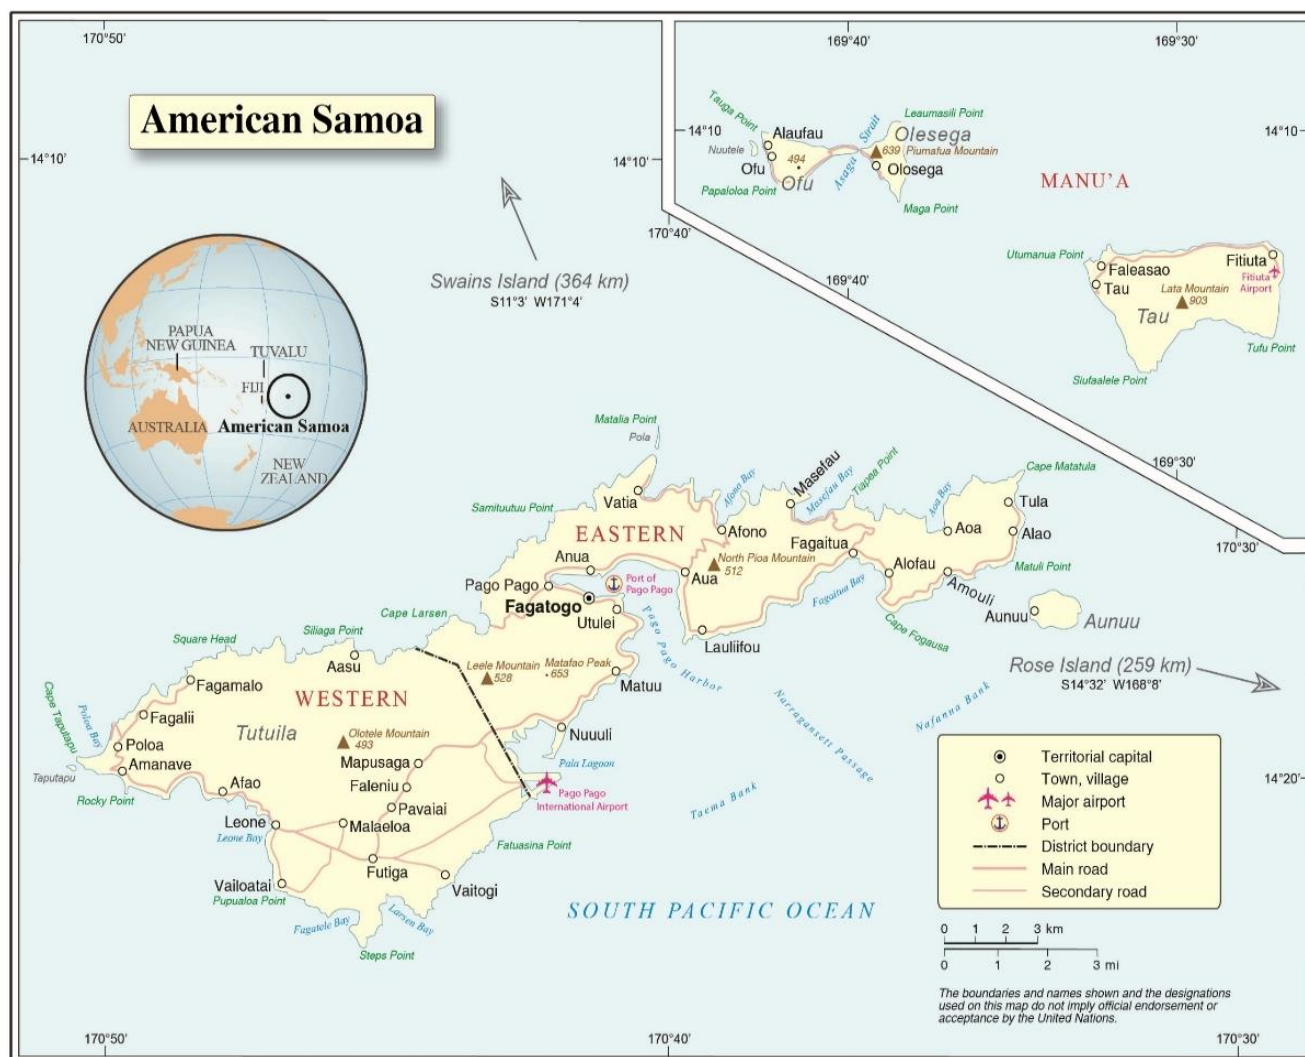 170°50'
169°40'
169°30'
American Samoa
14°10'
14°10'
14°10'
14°10'
Tauga Point
Alaufau
Nuutele
Ofu
494
Ofu
Papaloloa Point
Asaga Strait
Leaumasili Point
Olesega
639 Piumafua Mountain
Olosega
Maga Point
MANU'A
170°40'
169°40'
Utumanua Point
Faleasao
Tau
Fitiuta
Fitiuta
Airport
Lata Mountain
903
Tau
Tufu Point
Siufaalele Point
169°30'
170°30'
Swains Island (364 km)
S11°3' W171°4'
PAPUA
NEW GUINEA
TUVALU
FIJI
AUSTRALIA
American Samoa
NEW
ZEALAND
Matalia Point
Pola
Vatia
Samituutuu Point
Afono Bay
Masefau
Masefau Bay
Tiapea Point
Aoa Bay
Cape Matatula
Tula
EASTERN
Afono
Aoa
Alao
Anua
Fagaitua
North Pioa Mountain
512
Pago Pago
Port of
Pago Pago
Aua
Alofau
Matuli Point
Fagatogo
Utulei
Fagaitua Bay
Amouli
Aunuu
Aunuu
Cape Larsen
Pago Pago Harbor
Lauliifou
Cape Fogausa
Square Head
Siliaga Point
Aasu
Leele Mountain
528
Matafao Peak
653
Matuu
Rose Island (259 km)
S14°32' W168°8'
Fagamalo
WESTERN
Cape Taputapu
Poloa Bay
Fagalii
Tutuila
Olotele Mountain
493
Nuuuli
Narragansett Passage
Nafanna Bank
Poloa
Amanave
Taputapu
Mapusaga
Pala Lagoon
Rocky Point
Afao
Faleniu
Pago Pago
International Airport
Taema Bank
14°20'
Pavaiai
Leone
Malaeloa
Leone Bay
Fatuasina Point
Futiga
Vailoatai
Vaitogi
Pupualoa Point
Fagatele Bay
Larsen Bay
Steps Point
SOUTH PACIFIC OCEAN
Territorial capital
Town, village
Major airport
Port
District boundary
Main road
Secondary road
0 1 2 3 km
0 1 2 3 mi
The boundaries and names shown and the designations
used on this map do not imply official endorsement or
acceptance by the United Nations.
170°50'
170°40'
170°30'